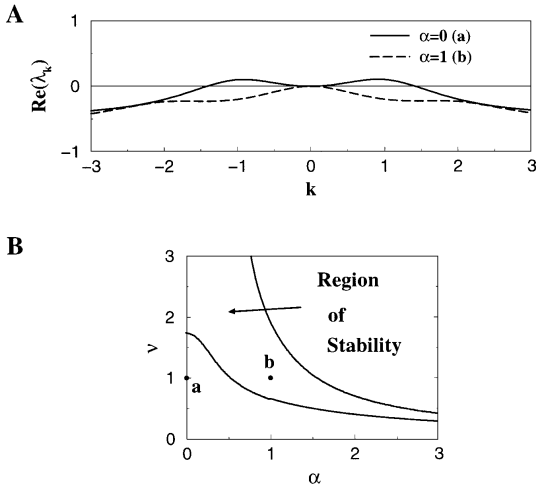 A
1
0
−1
Re(λk)
α=0 (a)
α=1 (b)
−3 −2 −1 0 1 2 3
k
B
3
2
1
0
ν
Region
of
Stability
a
b
0 1 2 3
α